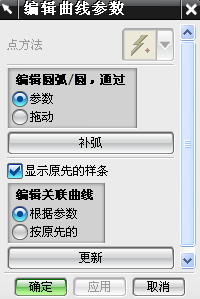 编辑曲线参数
点方法
编辑圆弧/圆，通过
参数
拖动
补弧
显示原先的样条
编辑关联曲线
根据参数
按原先的
更新
确定 应用 取消